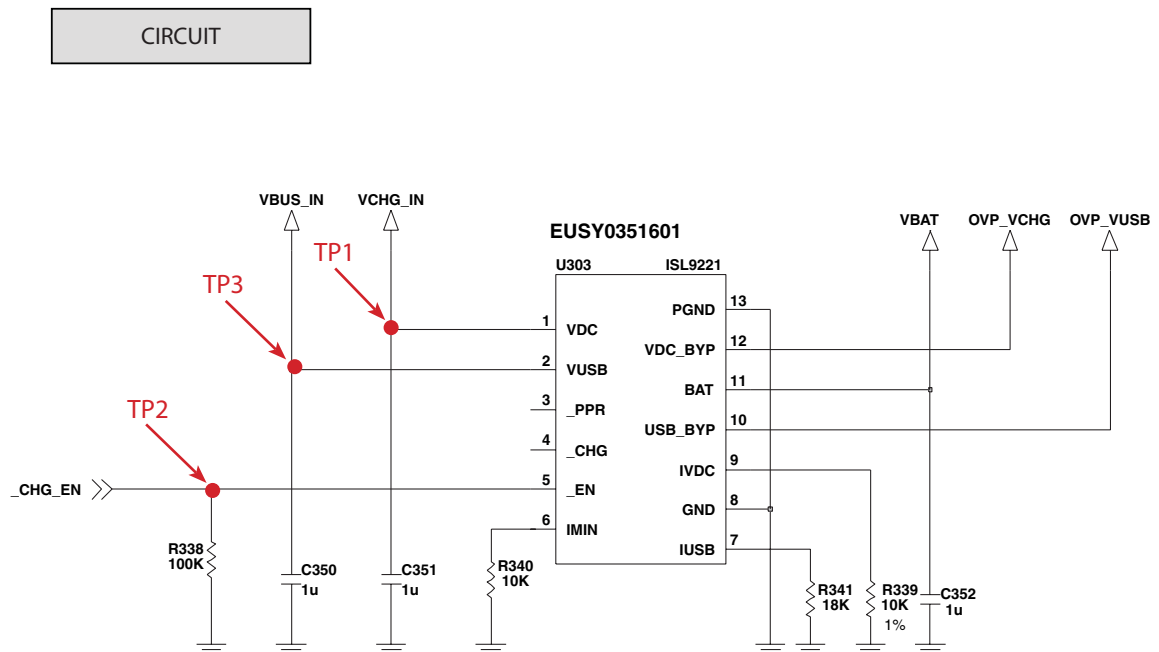 CIRCUIT
VBUS_IN
VCHG_IN
VBAT
OVP_VCHG
OVP_VUSB
EUSY0351601
TP1
U303
ISL9221
TP3
1
VDC
PGND
13
2
VUSB
VDC_BYP
12
3
_PPR
BAT
11
TP2
4
_CHG
USB_BYP
10
_CHG_EN
5
_EN
IVDC
9
6
IMIN
GND
8
IUSB
7
R338
100K
C350
1u
C351
1u
R340
10K
R341
18K
R339
10K
1%
C352
1u